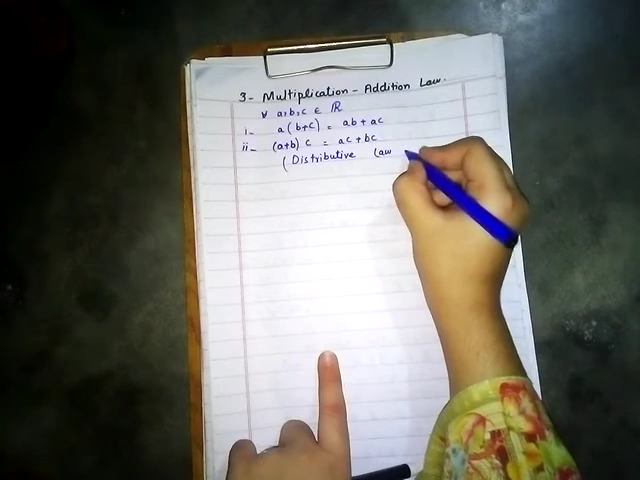 3- Multiplication - Addition Law.
∀ a,b,c ∈ ℝ
i- a(b+c) = ab + ac
ii- (a+b) c = ac + bc
(Distributive law